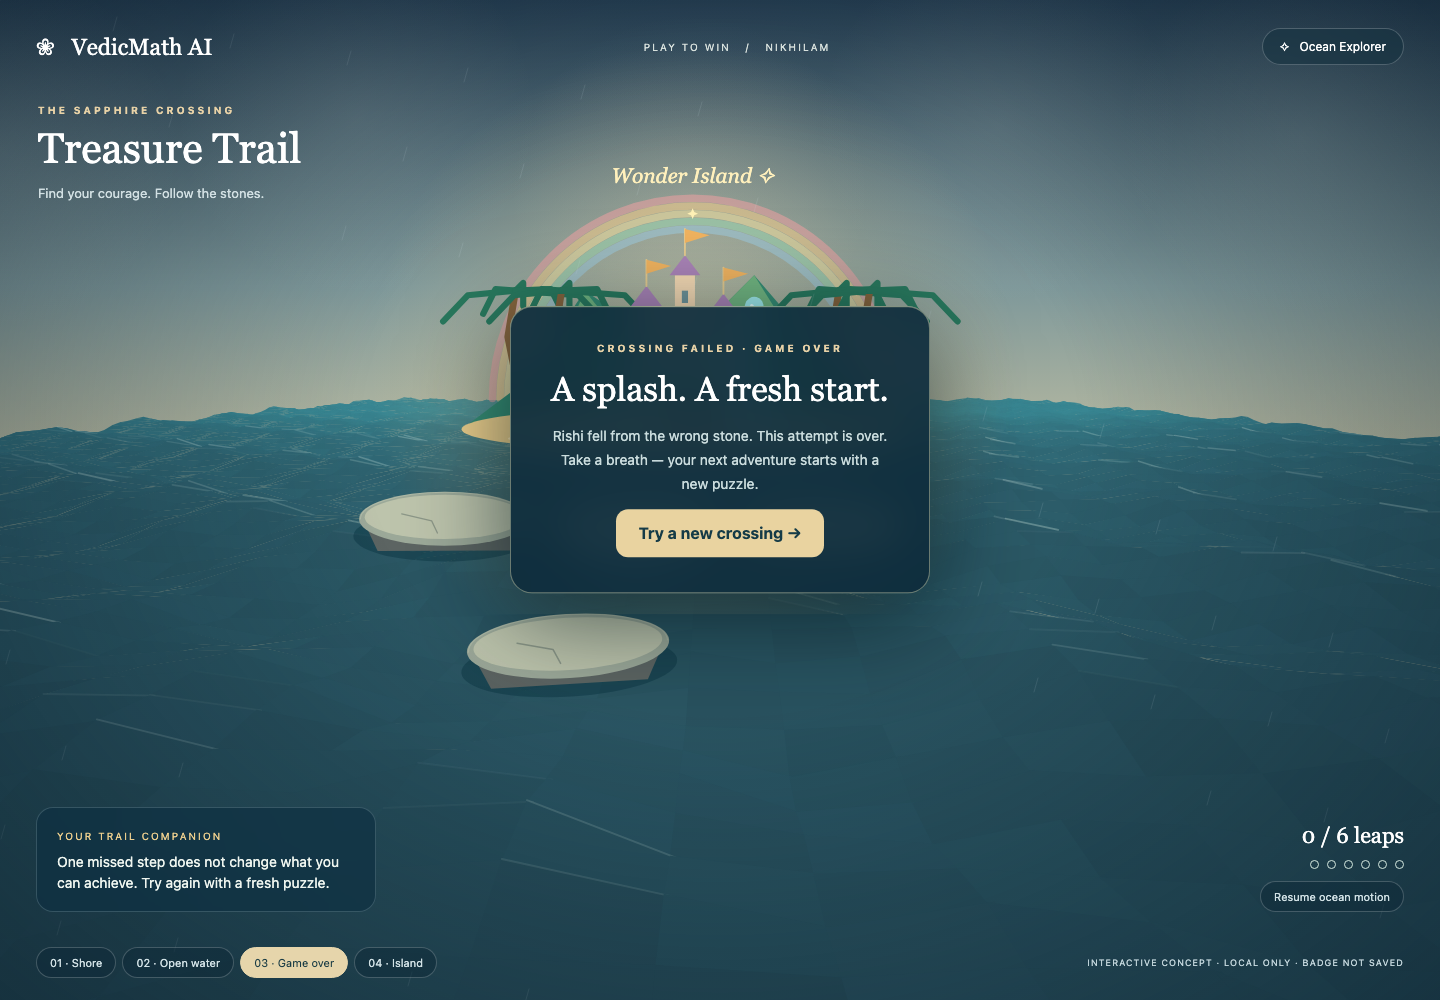 ❀ VedicMath AI
PLAY TO WIN / NIKHILAM
✧ Ocean Explorer
THE SAPPHIRE CROSSING
Treasure Trail
Find your courage. Follow the stones.
Wonder Island ✧
CROSSING FAILED · GAME OVER
A splash. A fresh start.
Rishi fell from the wrong stone. This attempt is over.
Take a breath — your next adventure starts with a
new puzzle.
Try a new crossing →
YOUR TRAIL COMPANION
One missed step does not change what you
can achieve. Try again with a fresh puzzle.
0 / 6 leaps
Resume ocean motion
01 · Shore
02 · Open water
03 · Game over
04 · Island
INTERACTIVE CONCEPT · LOCAL ONLY · BADGE NOT SAVED